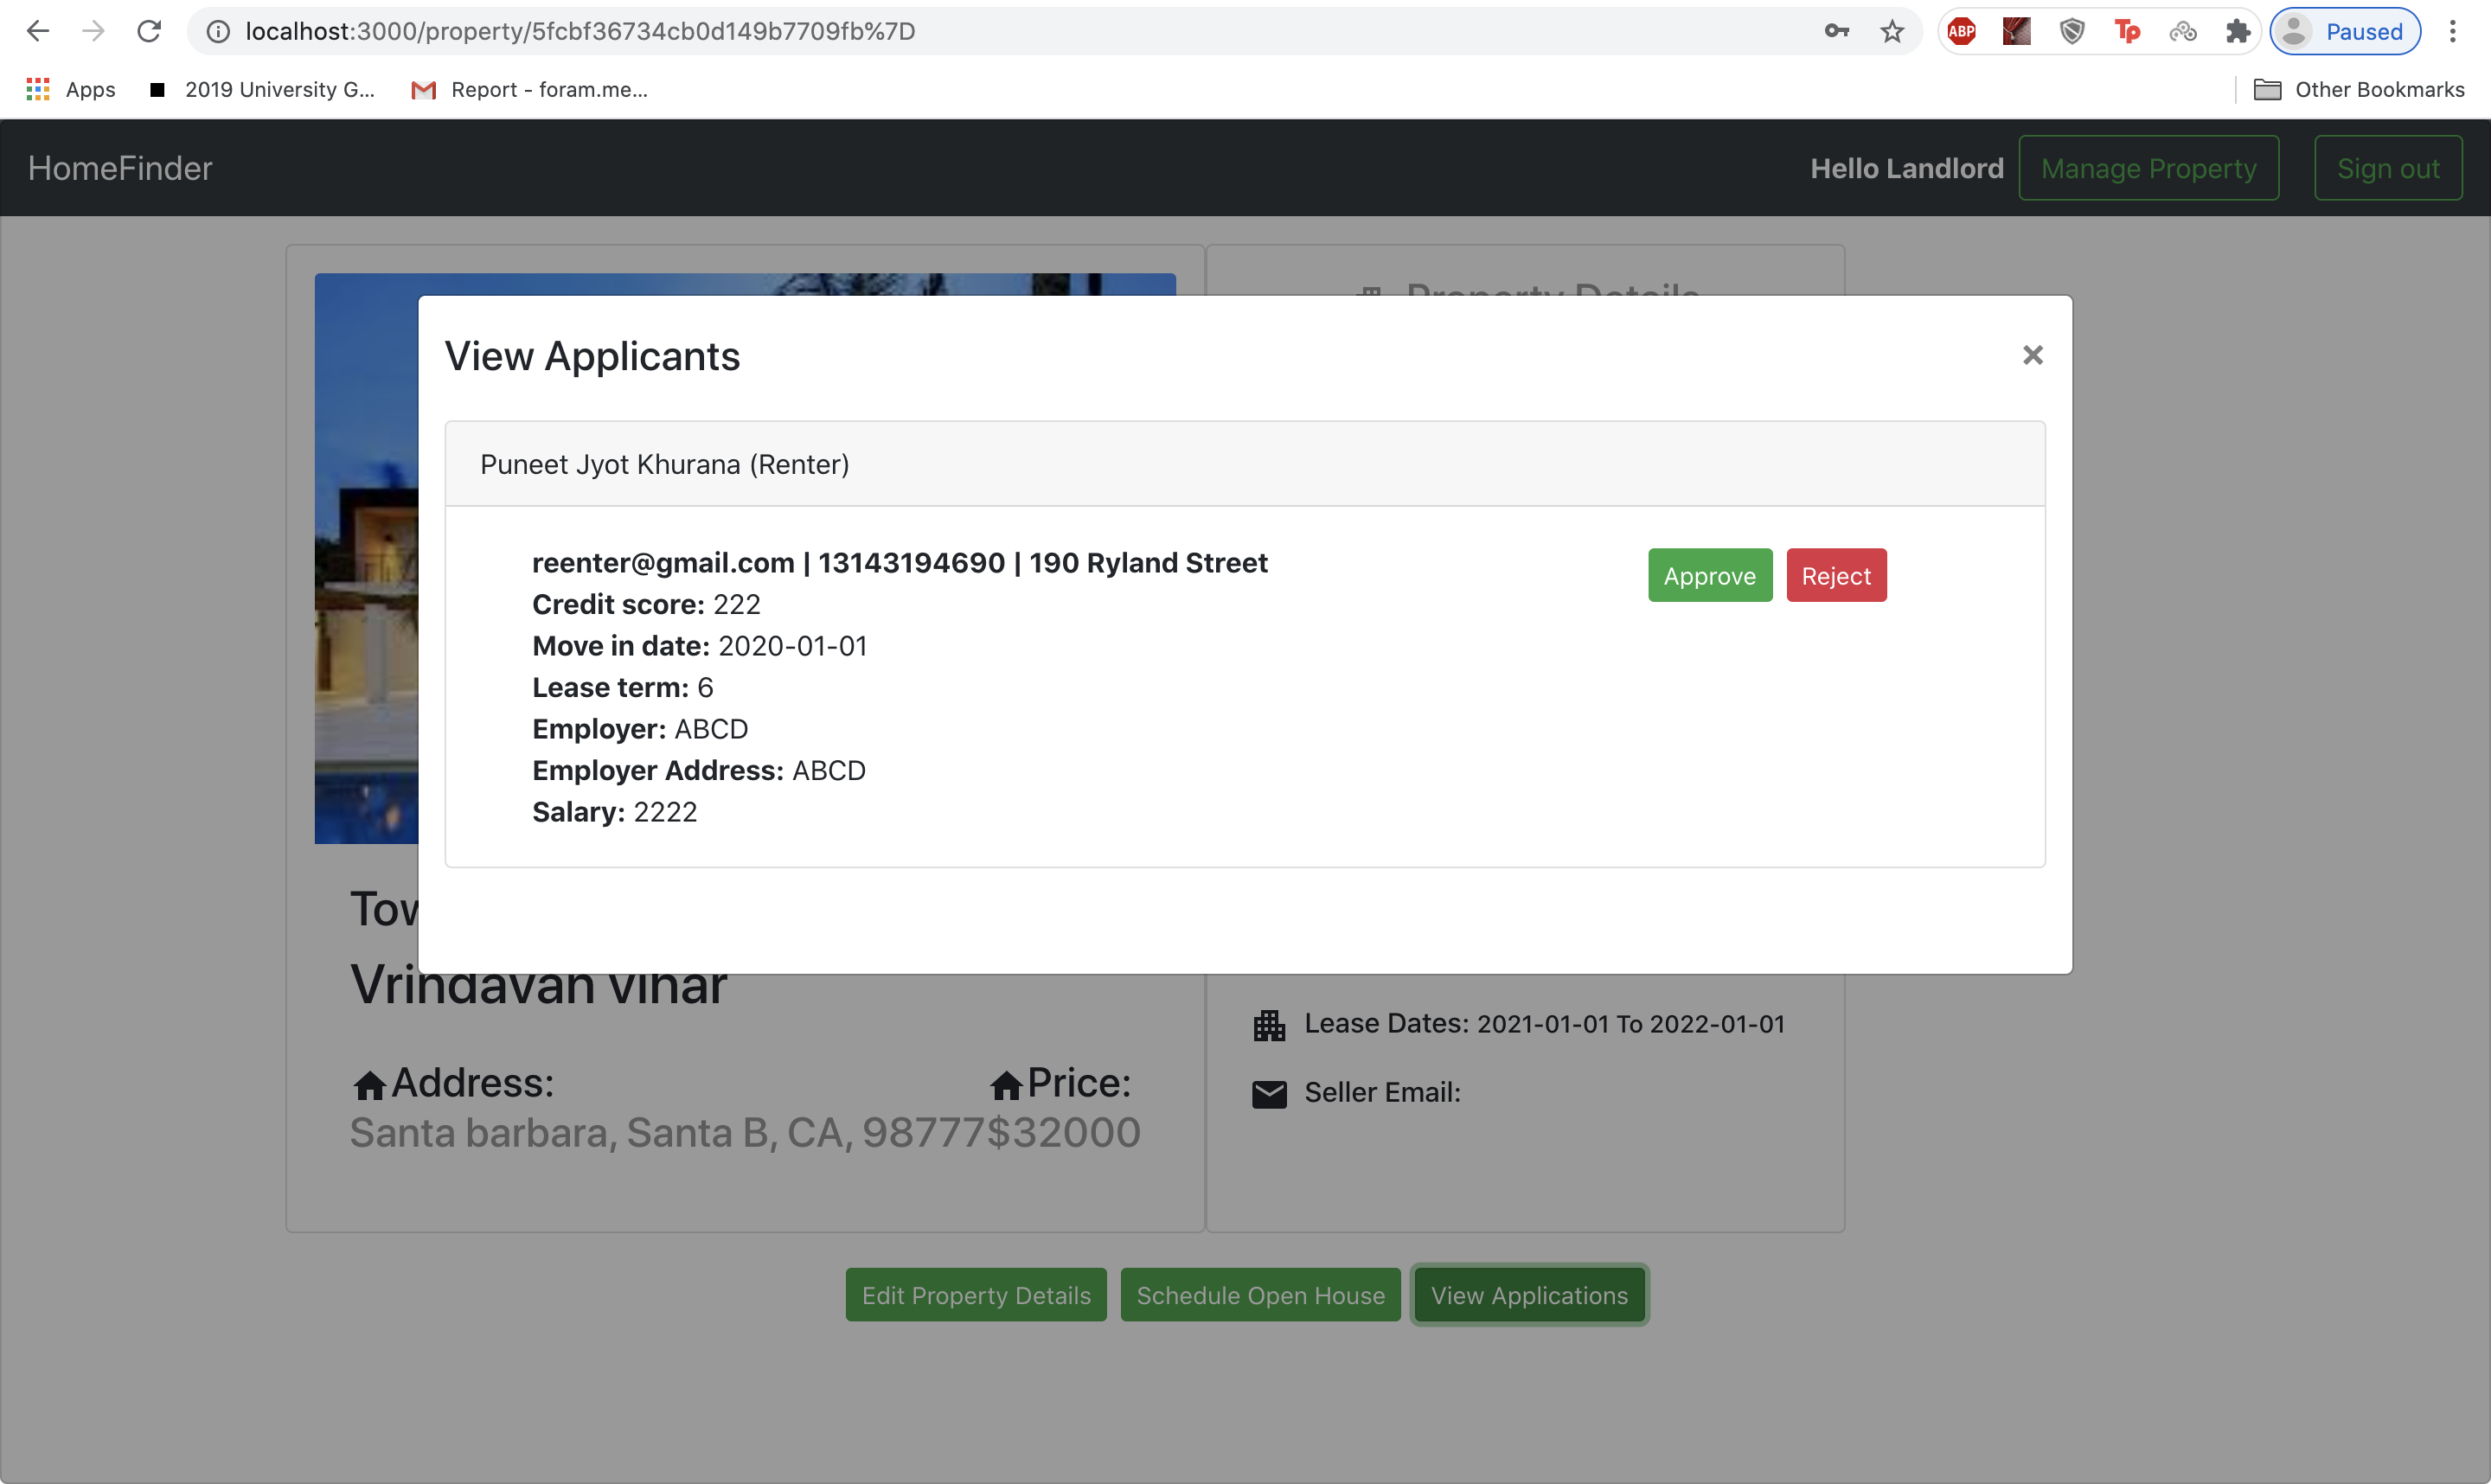 localhost:3000/property/5fcbf36734cb0d149b7709fb%7D
ABP
Tp
Paused
Apps
2019 University G...
Report - foram.me...
Other Bookmarks
HomeFinder
Hello Landlord
Manage Property
Sign out
Property Details
View Applicants
×
Puneet Jyot Khurana (Renter)
reenter@gmail.com | 13143194690 | 190 Ryland Street
Approve
Reject
Credit score: 222
Move in date: 2020-01-01
Lease term: 6
Employer: ABCD
Employer Address: ABCD
Salary: 2222
Vrindavan vihar
Address:
Price:
Santa barbara, Santa B, CA, 98777
$32000
Lease Dates: 2021-01-01 To 2022-01-01
Seller Email:
Edit Property Details
Schedule Open House
View Applications